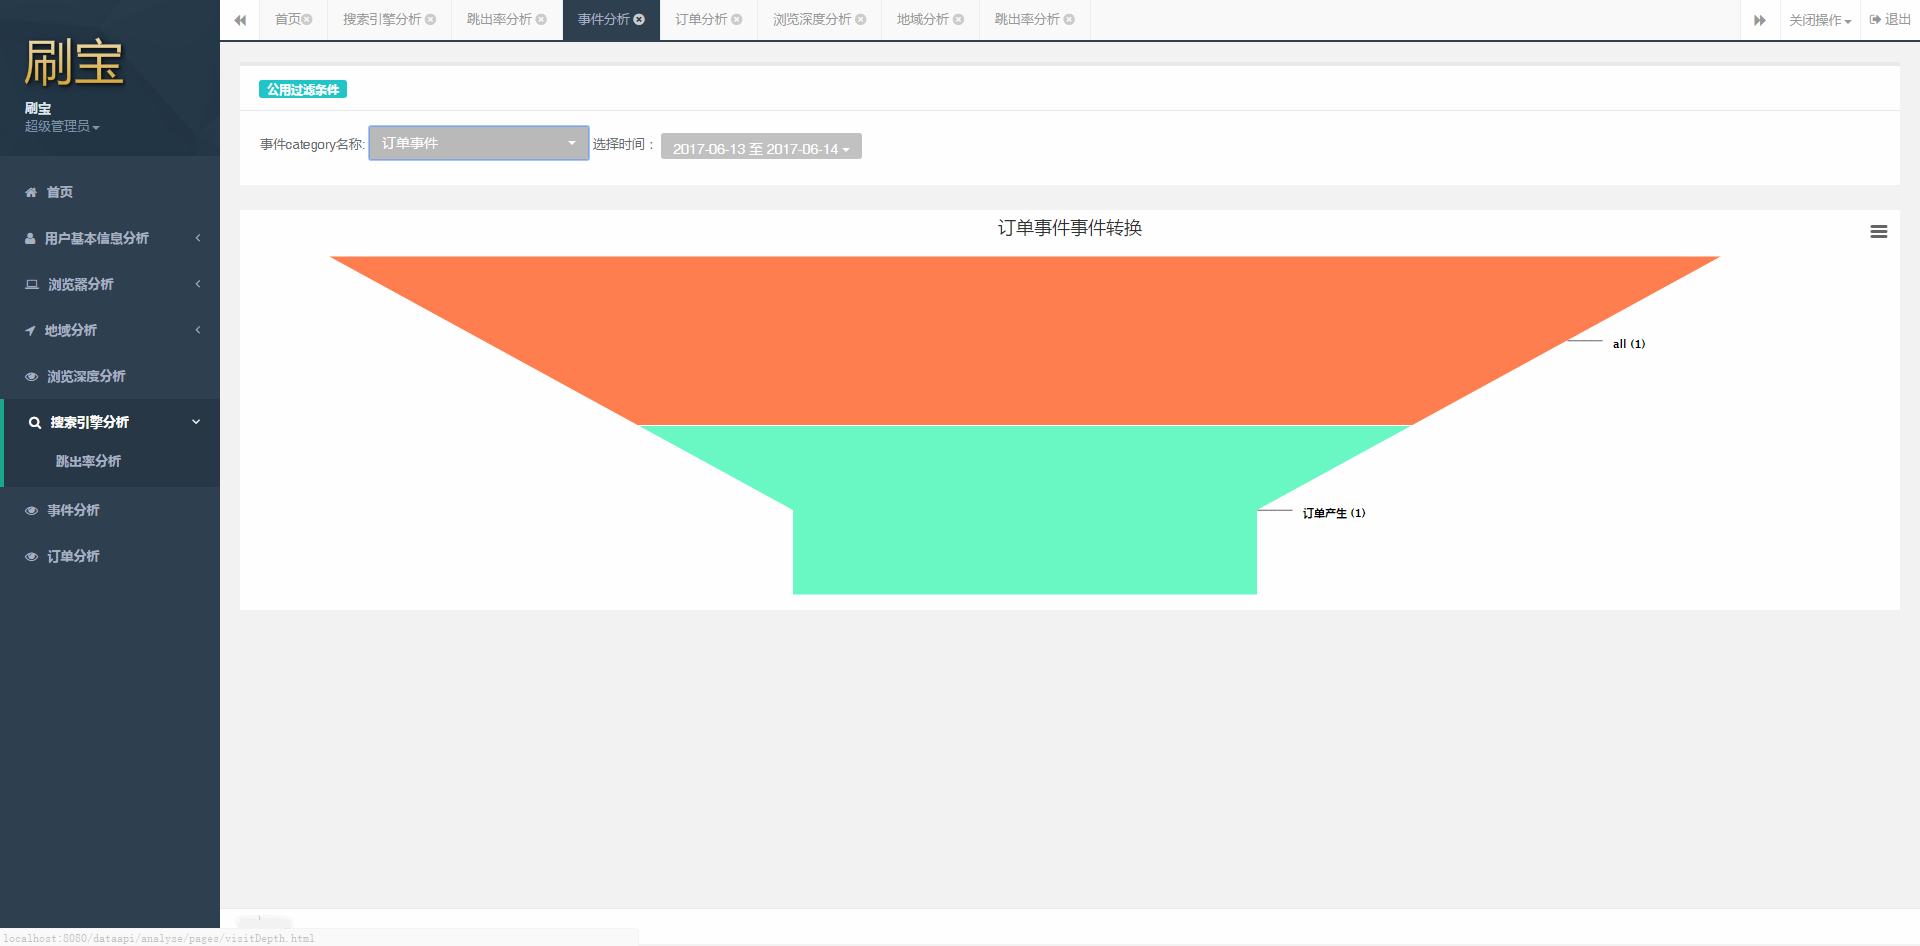 刷宝
刷宝
超级管理员
首页
用户基本信息分析
浏览器分析
地域分析
浏览深度分析
搜索引擎分析
跳出率分析
事件分析
订单分析
首页 搜索引擎分析 跳出率分析 事件分析 订单分析 浏览深度分析 地域分析 跳出率分析 关闭操作 退出
公用过滤条件
事件category名称: 订单事件 选择时间： 2017-06-13 至 2017-06-14
订单事件事件转换
all (1)
订单产生 (1)
localhost:8080/dataapi/analyse/pages/visitDepth.html